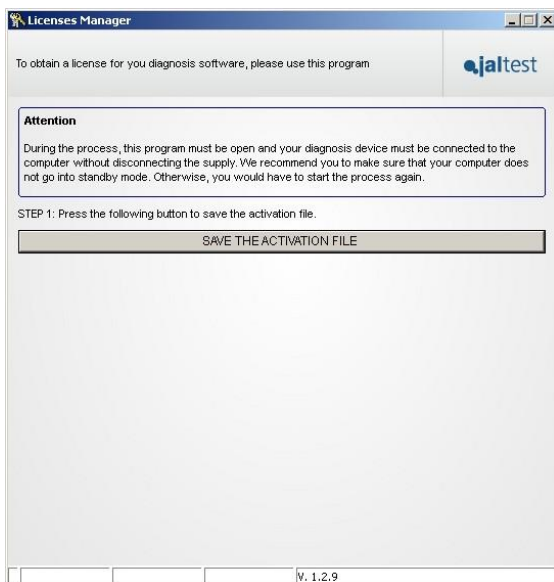 Licenses Manager
To obtain a license for you diagnosis software, please use this program
jaltest
Attention
During the process, this program must be open and your diagnosis device must be connected to the
computer without disconnecting the supply. We recommend you to make sure that your computer does
not go into standby mode. Otherwise, you would have to start the process again.
STEP 1: Press the following button to save the activation file.
SAVE THE ACTIVATION FILE
V. 1.2.9